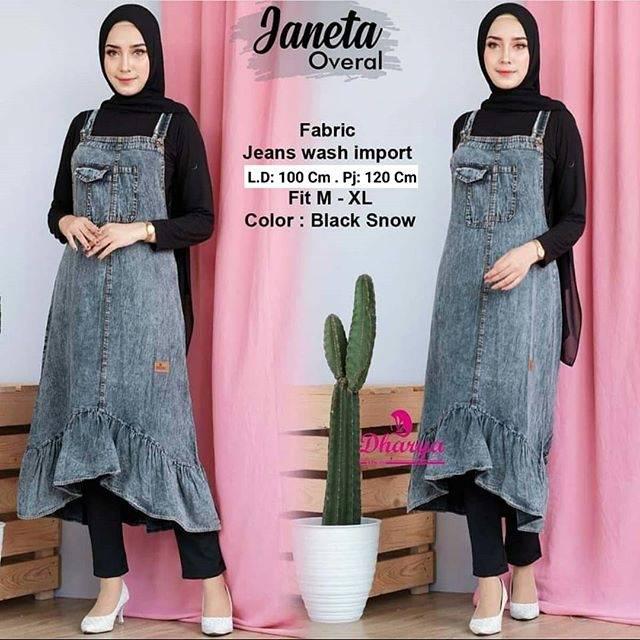 Janeta
Overal
Fabric
Jeans wash import
L.D: 100 Cm . Pj: 120 Cm
Fit M - XL
Color : Black Snow
Dharya